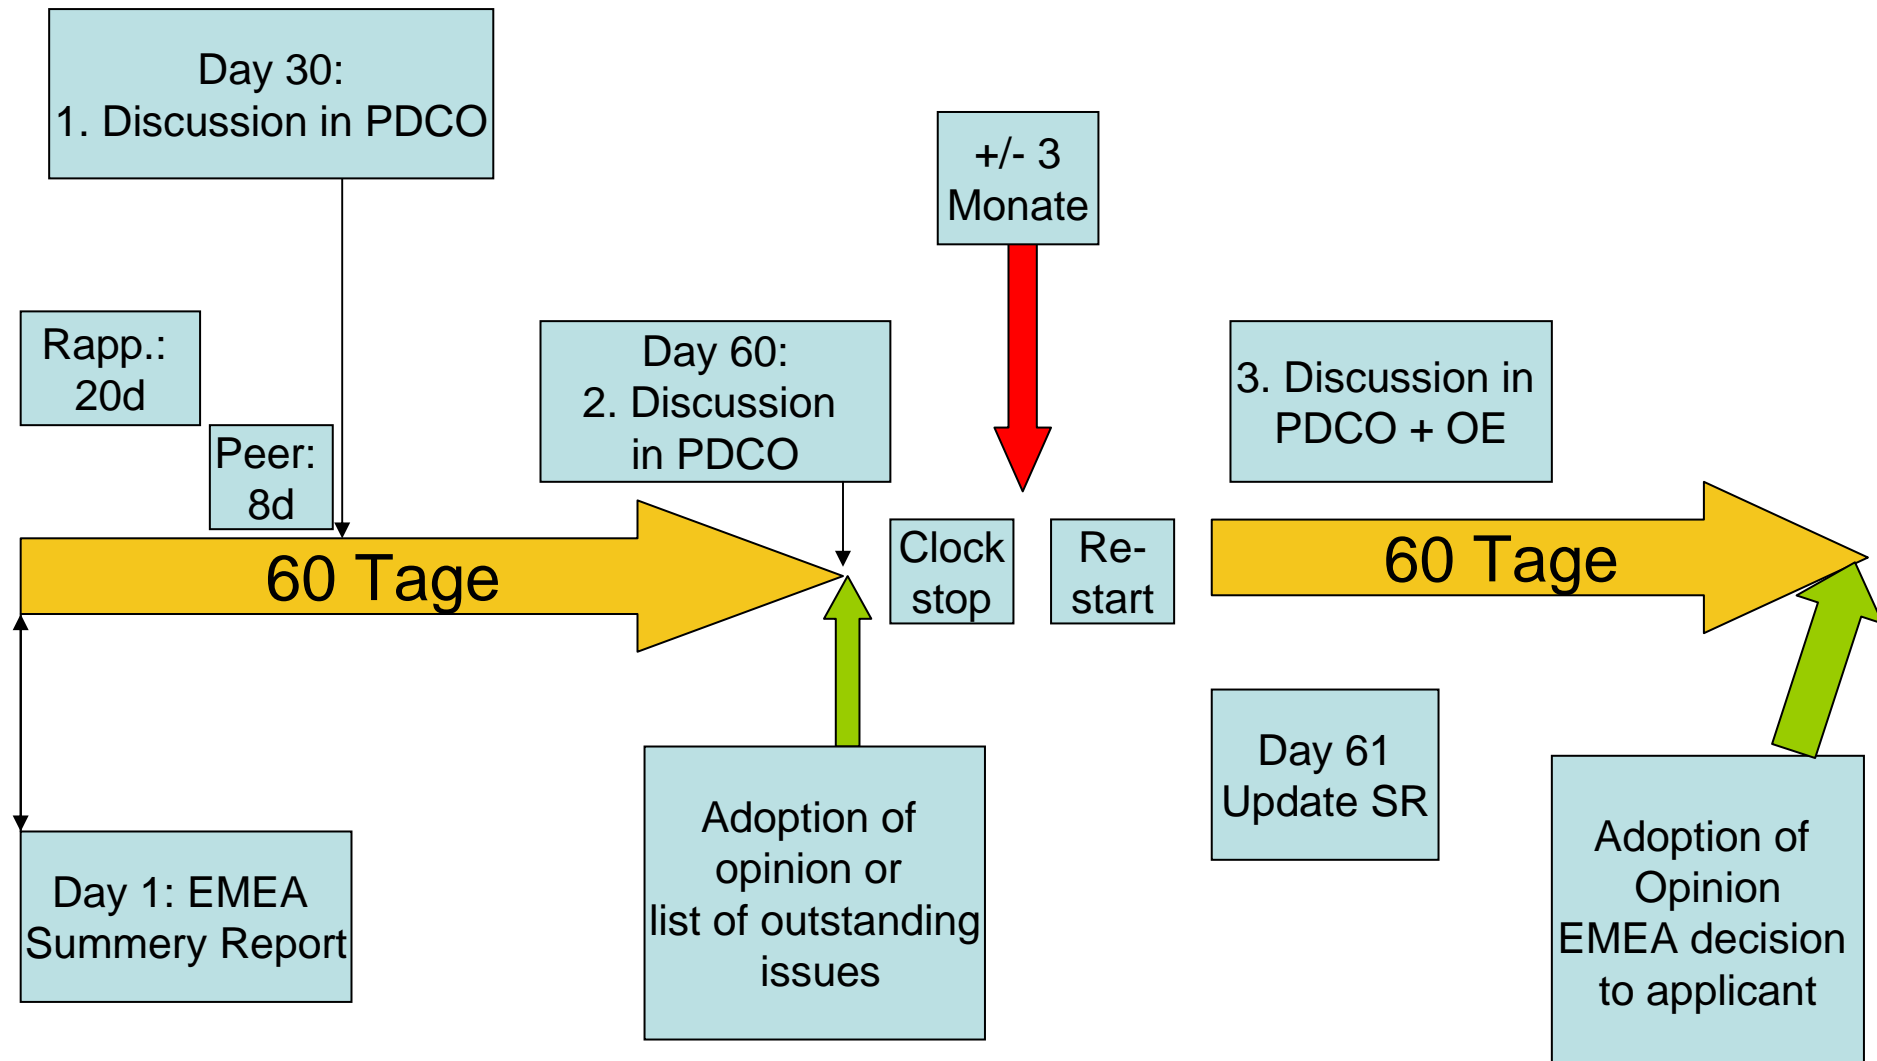 Day 30:
1. Discussion in PDCO
+/- 3
Monate
Rapp.:
20d
Peer:
8d
Day 60:
2. Discussion
in PDCO
3. Discussion in
PDCO + OE
60 Tage
Clock
stop
Re-
start
60 Tage
Day 1: EMEA
Summery Report
Adoption of
opinion or
list of outstanding
issues
Day 61
Update SR
Adoption of
Opinion
EMEA decision
to applicant